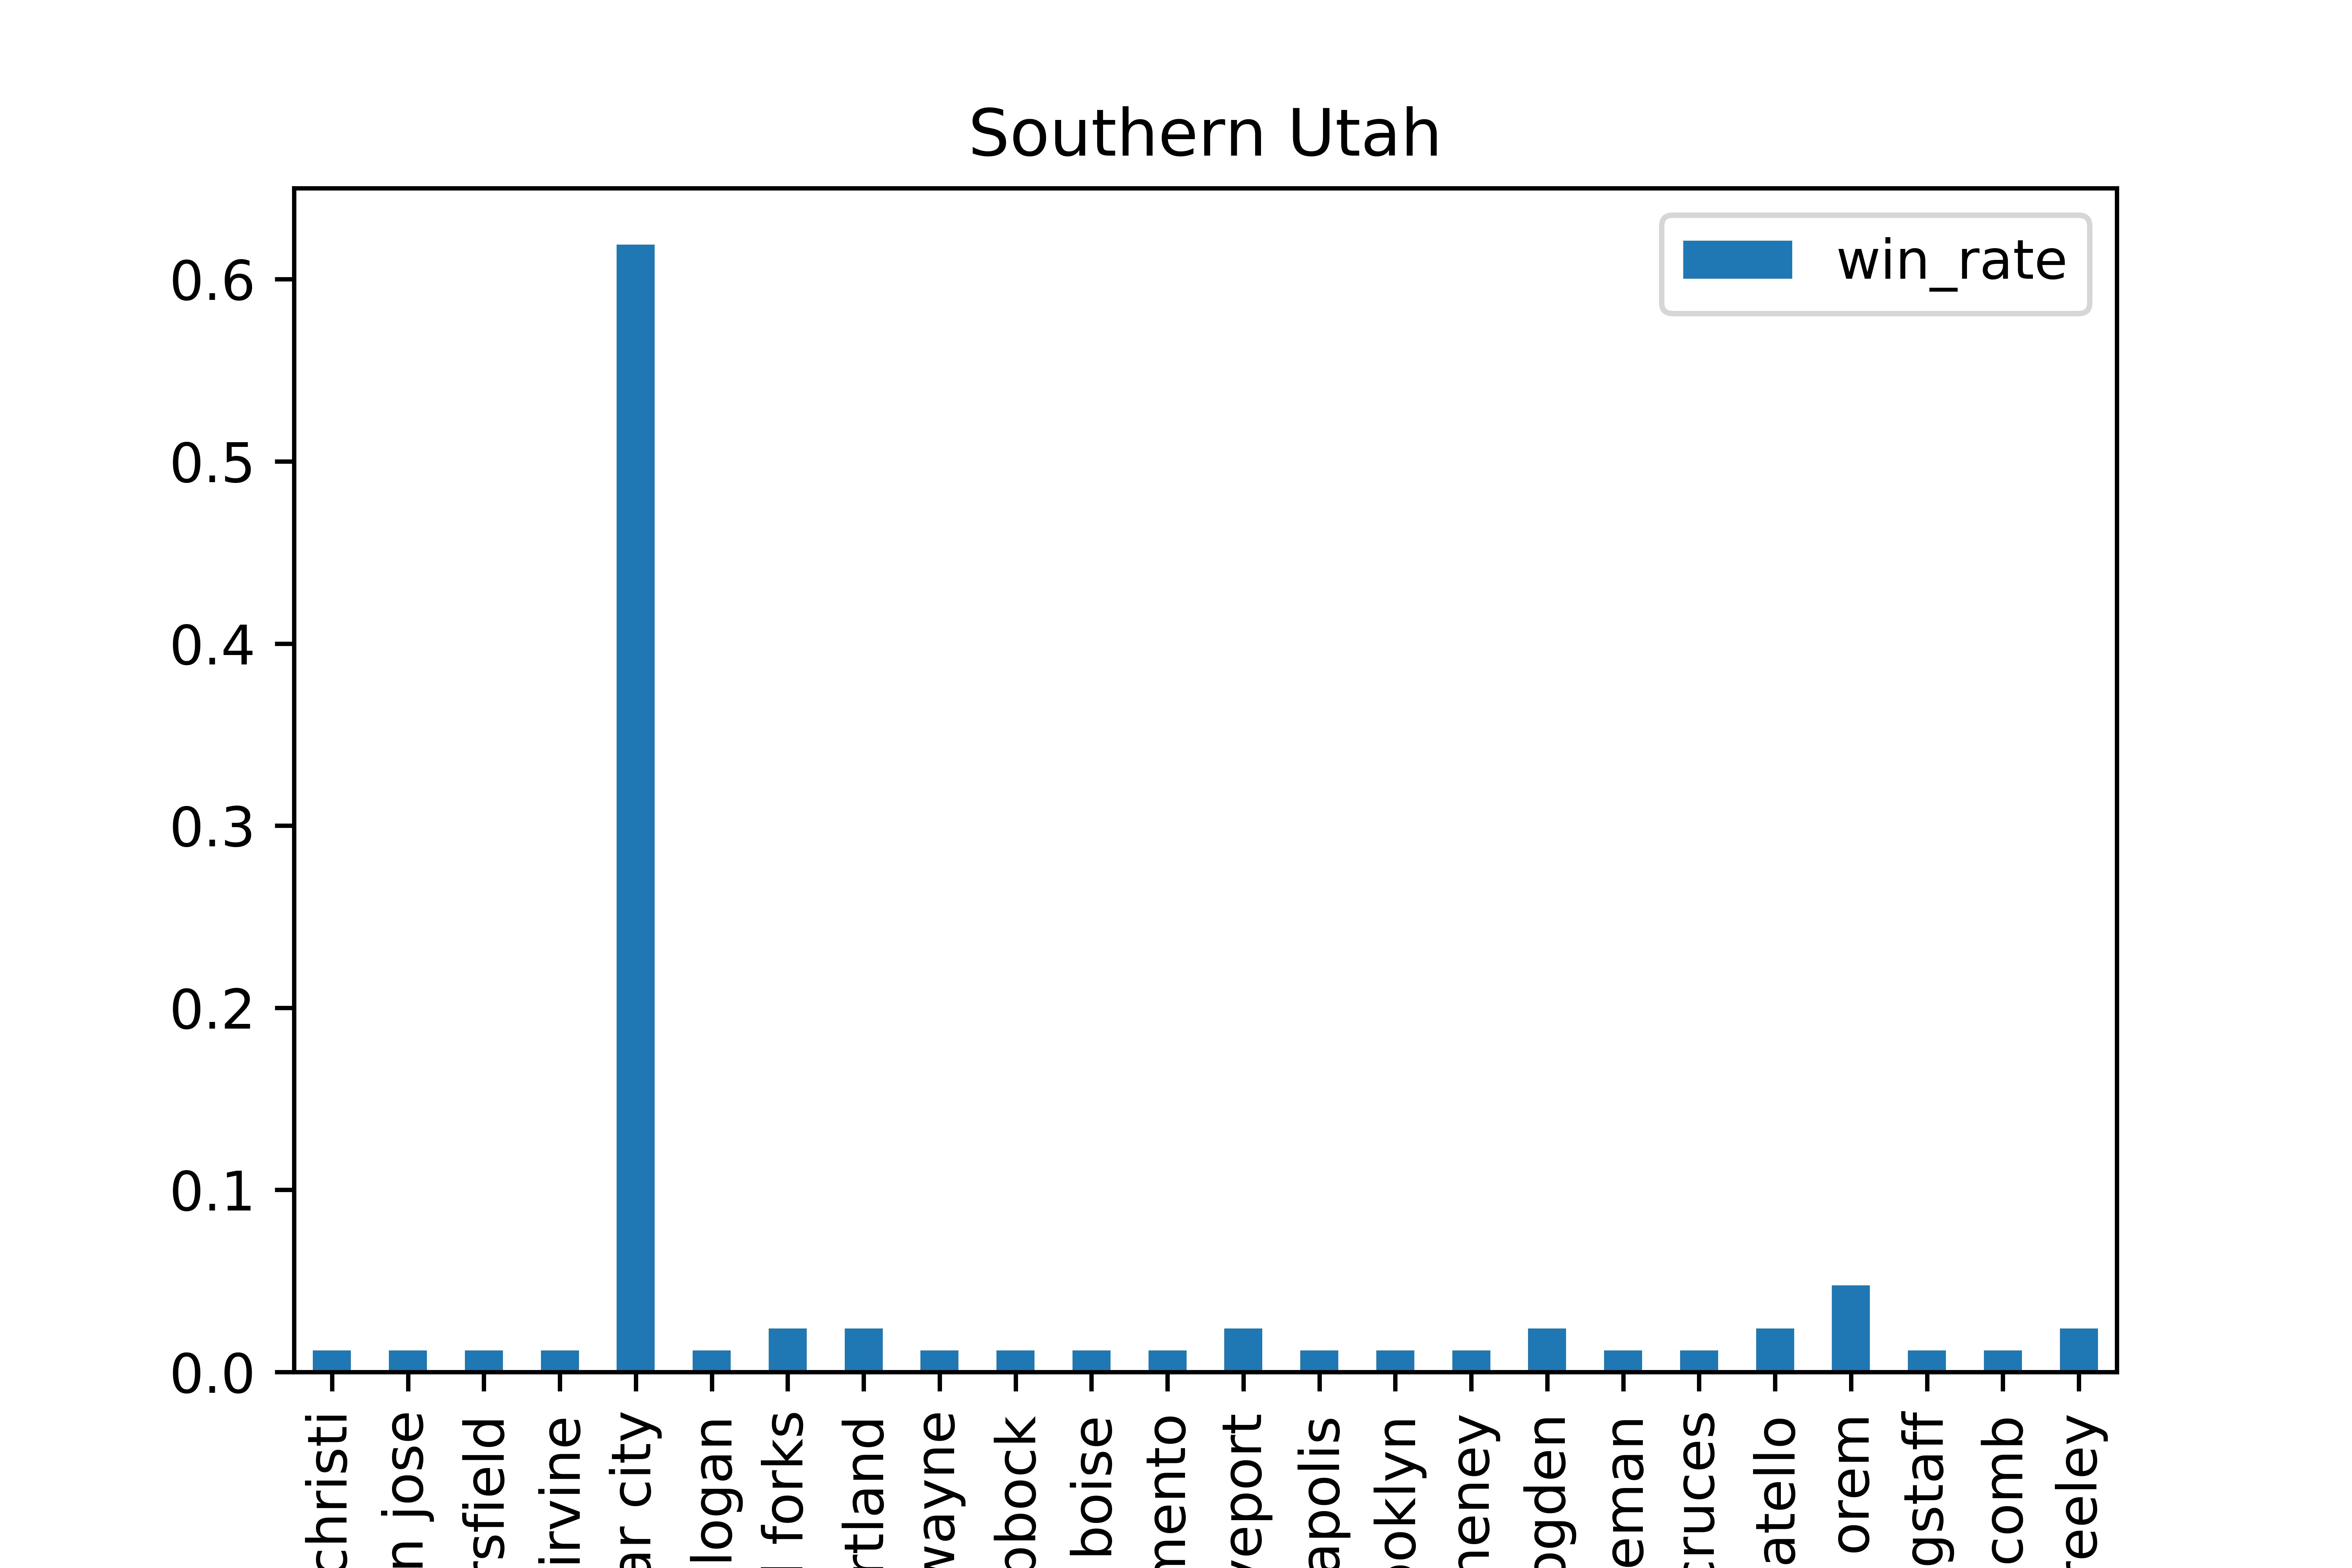 Southern Utah
win_rate
0.6
0.5
0.4
0.3
0.2
0.1
0.0
christi
n jose
rsfield
irvine
ar city
logan
forks
rtland
wayne
bbock
boise
mento
veport
apolis
oklyn
heney
ogden
eman
cruces
atello
orem
gstaff
comb
reeley